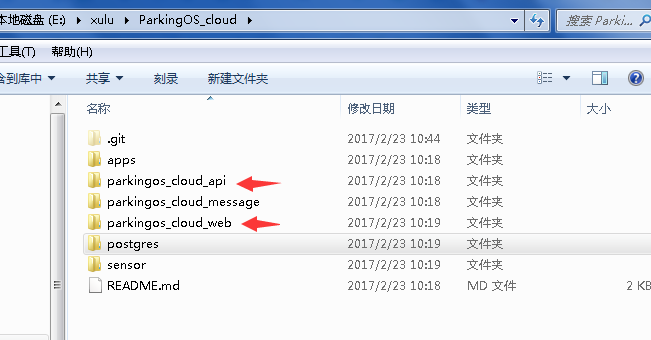 本地磁盘 (E:) ▸ xulu ▸ ParkingOS_cloud ▸ 搜索 Parki...
工具(T) 帮助(H)
含到库中 共享 刻录 新建文件夹
名称 修改日期 类型 大小
.git 2017/2/23 10:44 文件夹
apps 2017/2/23 10:18 文件夹
parkingos_cloud_api 2017/2/23 10:18 文件夹
parkingos_cloud_message 2017/2/23 10:18 文件夹
parkingos_cloud_web 2017/2/23 10:19 文件夹
postgres 2017/2/23 10:19 文件夹
sensor 2017/2/23 10:19 文件夹
README.md 2017/2/23 10:18 MD 文件 2 KB